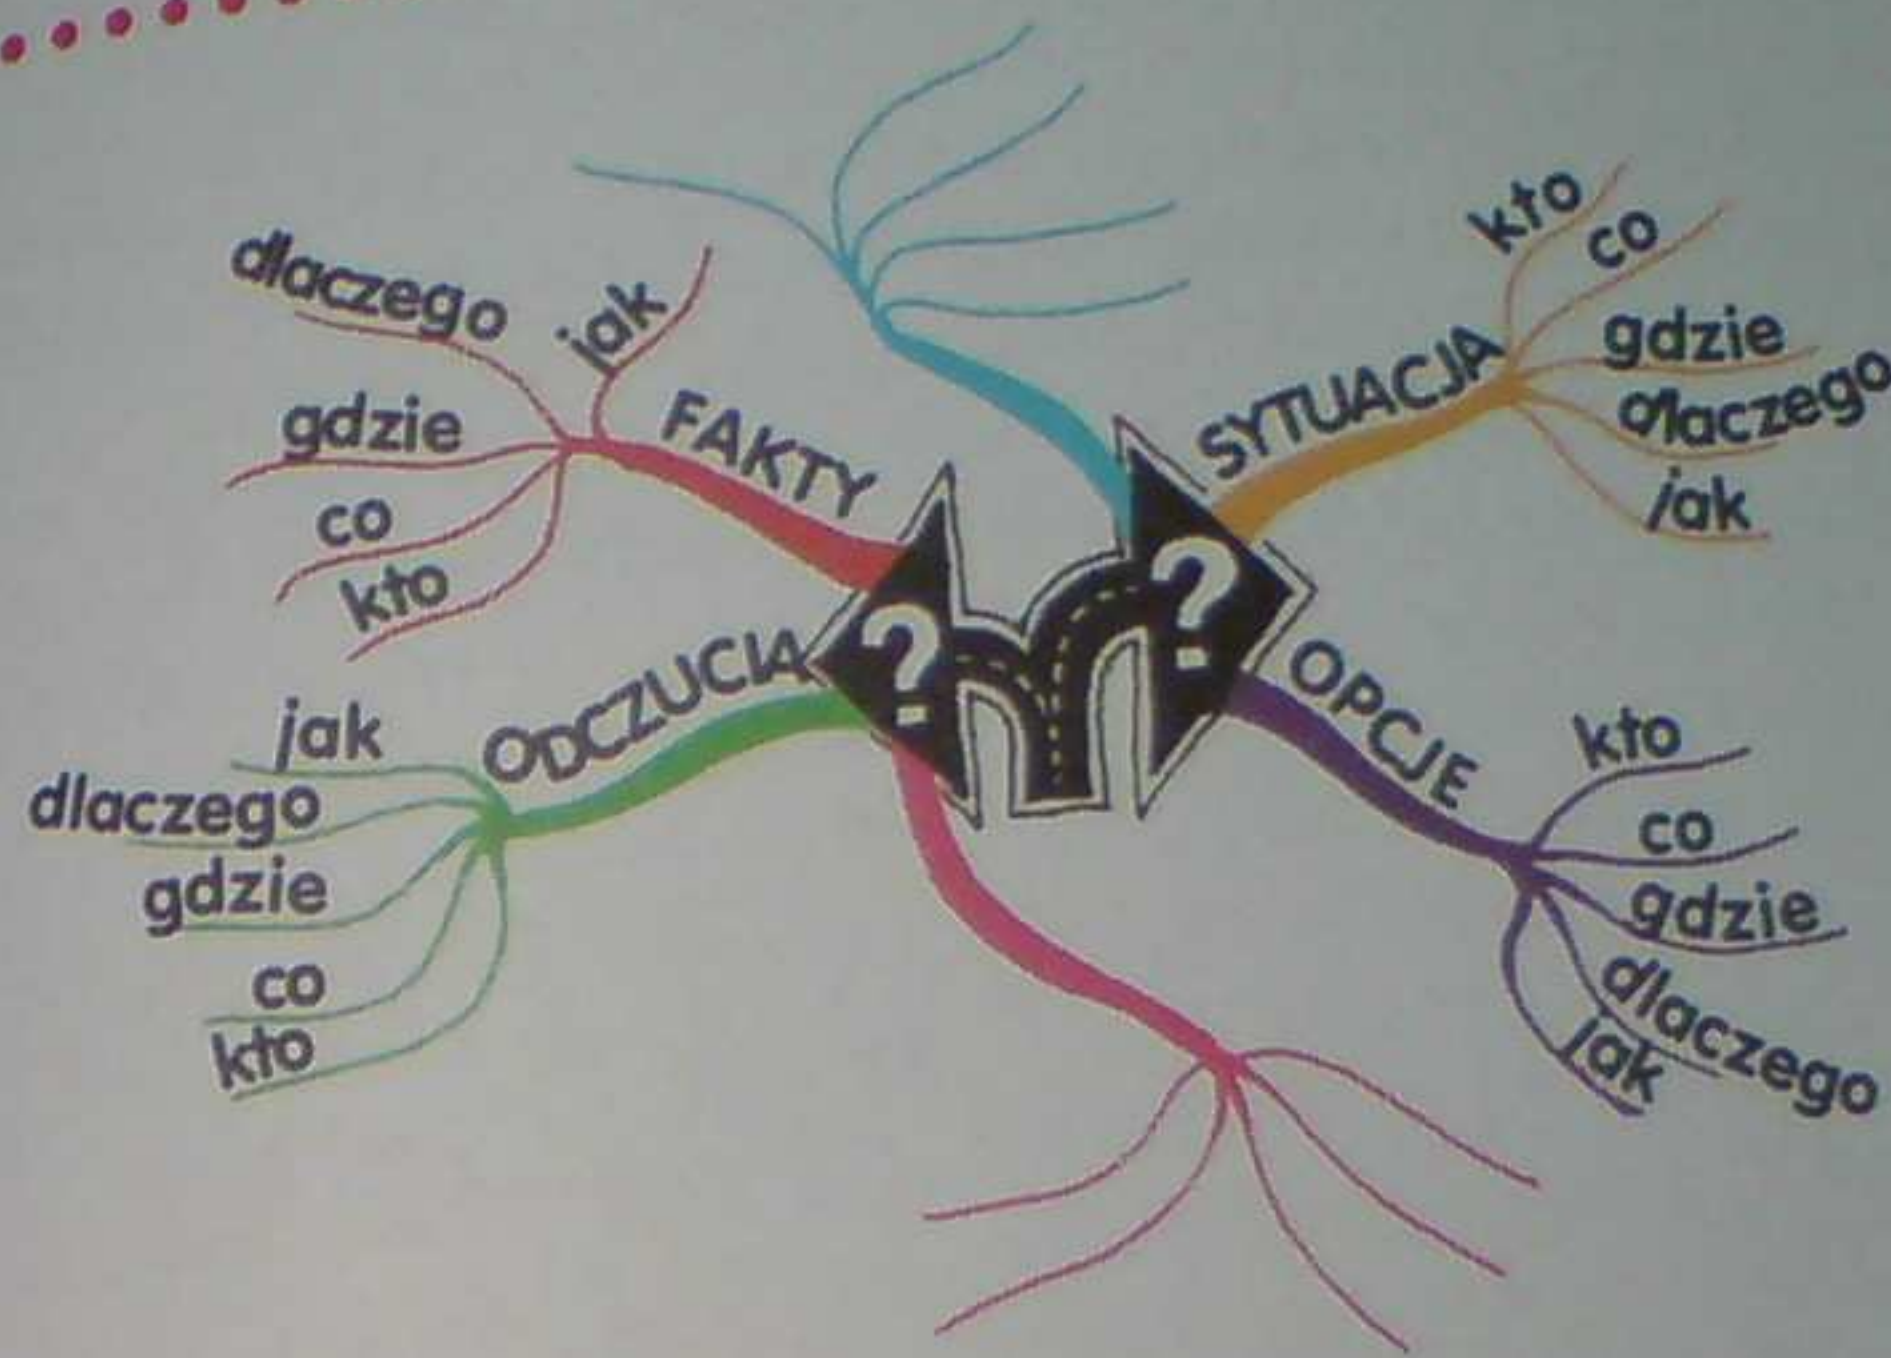 FAKTY
dlaczego
jak
gdzie
co
kto
SYTUACJA
kto
co
gdzie
dlaczego
jak
? ?
ODCZUCIA
jak
dlaczego
gdzie
co
kto
OPCJE
kto
co
gdzie
dlaczego
jak